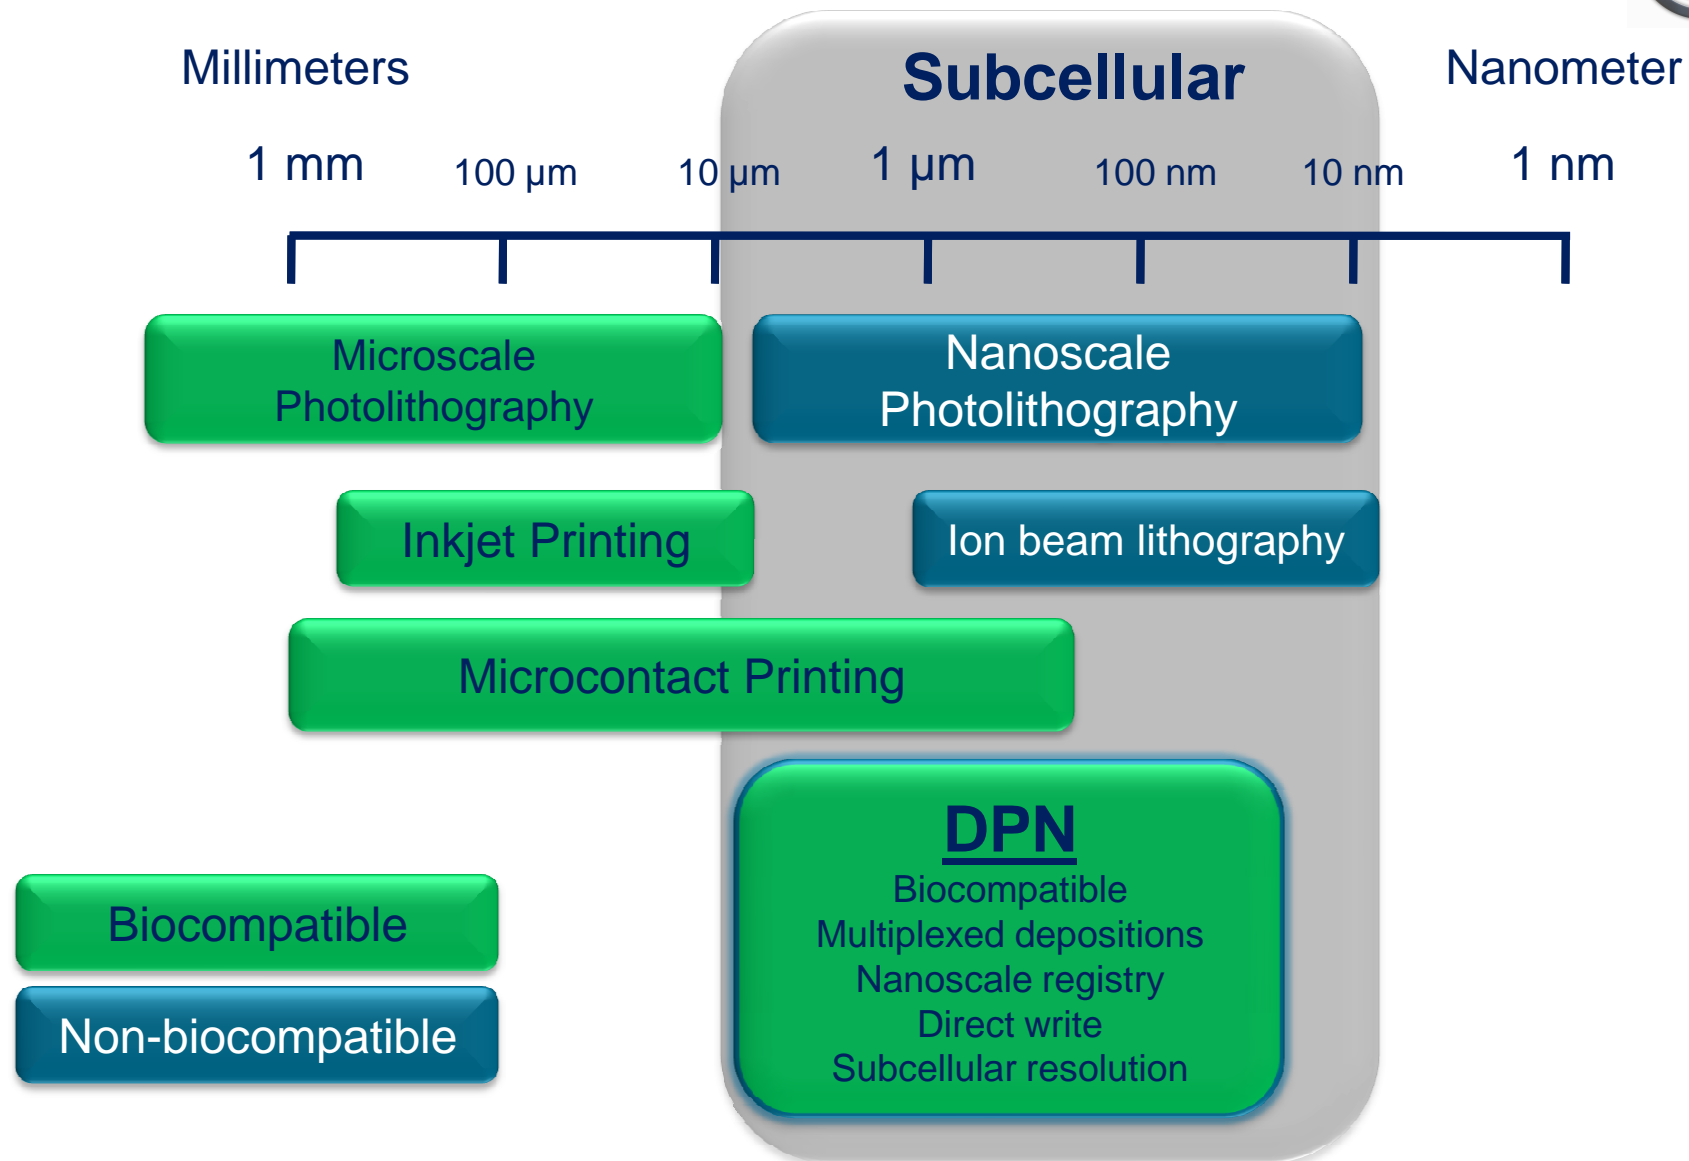 Millimeters
Subcellular
Nanometer
1 mm
100 µm
10 µm
1 µm
100 nm
10 nm
1 nm
Microscale
Photolithography
Nanoscale
Photolithography
Inkjet Printing
Ion beam lithography
Microcontact Printing
DPN
Biocompatible
Multiplexed depositions
Nanoscale registry
Direct write
Subcellular resolution
Biocompatible
Non-biocompatible